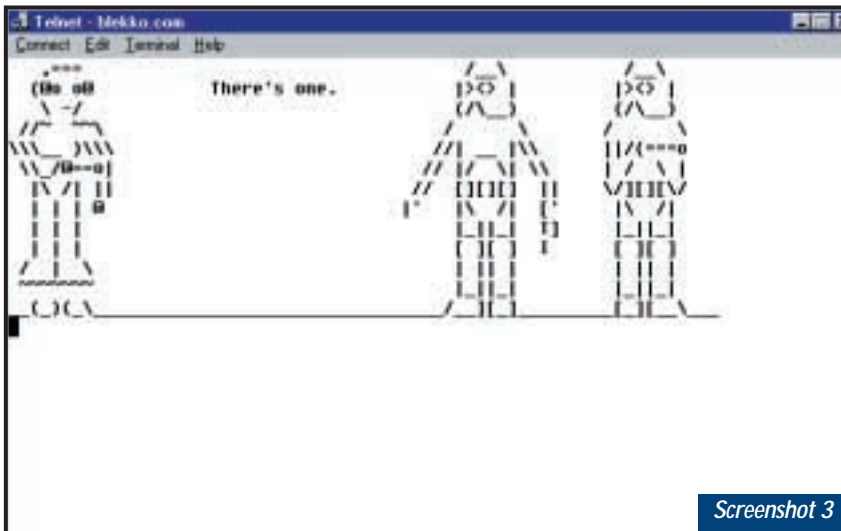 Telnet - blekko.com
Connect Edit Terminal Help
There's one.
Screenshot 3